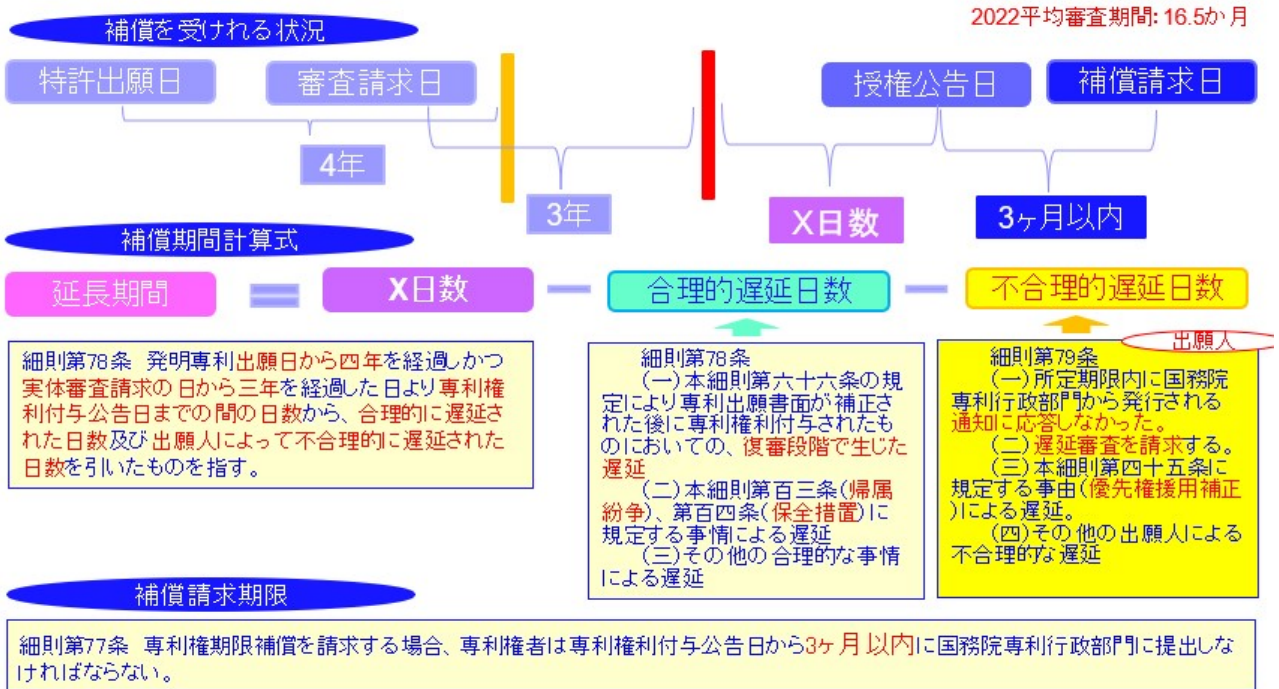 補償を受けれる状況
2022平均審査期間: 16.5か月
特許出願日
審査請求日
授権公告日
補償請求日
4年
3年
X日数
3ヶ月以内
補償期間計算式
延長期間
X日数
合理的遅延日数
不合理的遅延日数
細則第78条 発明専利出願日から四年を経過しかつ
実体審査請求の日から三年を経過した日より専利権
利付与公告日までの間の日数から、合理的に遅延さ
れた日数及び出願人によって不合理的に遅延された
日数を引いたものを指す。
細則第78条
(一)本細則第六十六条の規
定により専利出願書面が補正さ
れた後に専利権利付与されたも
のにおいての、復審段階で生じた
遅延
(二)本細則第百三条(帰属
紛争)、第百四条(保全措置)に
規定する事情による遅延
(三)その他の合理的な事情
による遅延
出願人
細則第79条
(一)所定期限内に国務院
専利行政部門から発行される
通知に応答しなかった。
(二)遅延審査を請求する。
(三)本細則第四十五条に
規定する事由(優先権援用補正
)による遅延。
(四)その他の出願人による
不合理的な遅延
補償請求期限
細則第77条 専利権期限補償を請求する場合、専利権者は専利権利付与公告日から3ヶ月以内に国務院専利行政部門に提出しな
ければならない。